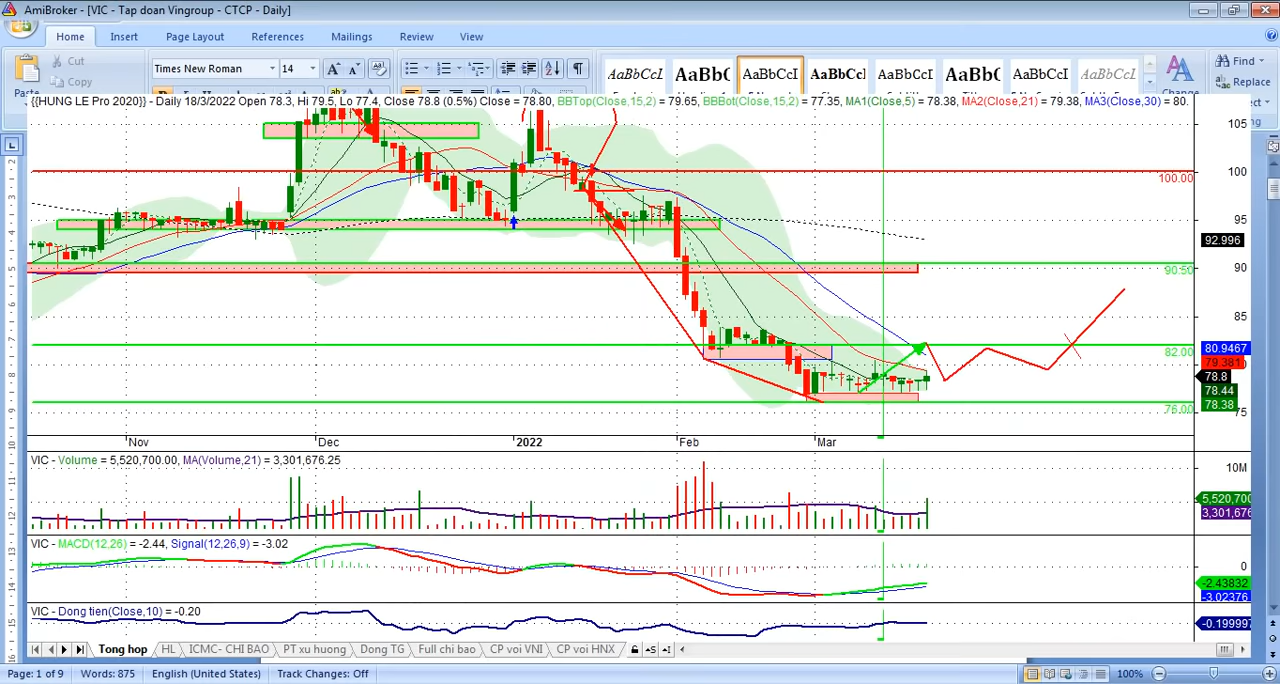 AmiBroker - [VIC - Tap doan Vingroup - CTCP - Daily]
Home Insert Page Layout References Mailings Review View
Cut
Copy
Times New Roman 14
AaBbCcI AaBbC AaBbCcI AaBbCc AaBbCcI AaBbC AaBbCcI AaBbCcI
Find
Replace
Change
{{HUNG LE Pro 2020}} - Daily 18/3/2022 Open 78.3, Hi 79.5, Lo 77.4, Close 78.8 (0.5%) Close = 78.80, BBTop(Close,15,2) = 79.65, BBBot(Close,15,2) = 77.35, MA1(Close,5) = 78.38, MA2(Close,21) = 79.38, MA3(Close,30) = 80.
105
100
100.00
95
92.996
90
90.50
85
82.00
80.9467
79.381
78.8
78.44
78.38
76.00
75
Nov Dec 2022 Feb Mar
VIC - Volume = 5,520,700.00, MA(Volume,21) = 3,301,676.25
10M
5,520,700
3,301,676
VIC - MACD(12,26) = -2.44, Signal(12,26,9) = -3.02
0
-2.43832
-3.02376
VIC - Dong tien(Close,10) = -0.20
-0.19999
Tong hop HL ICMC- CHI BAO PT xu huong Dong TG Full chi bao CP voi VNI CP voi HNX
Page: 1 of 9 Words: 875 English (United States) Track Changes: Off 100%